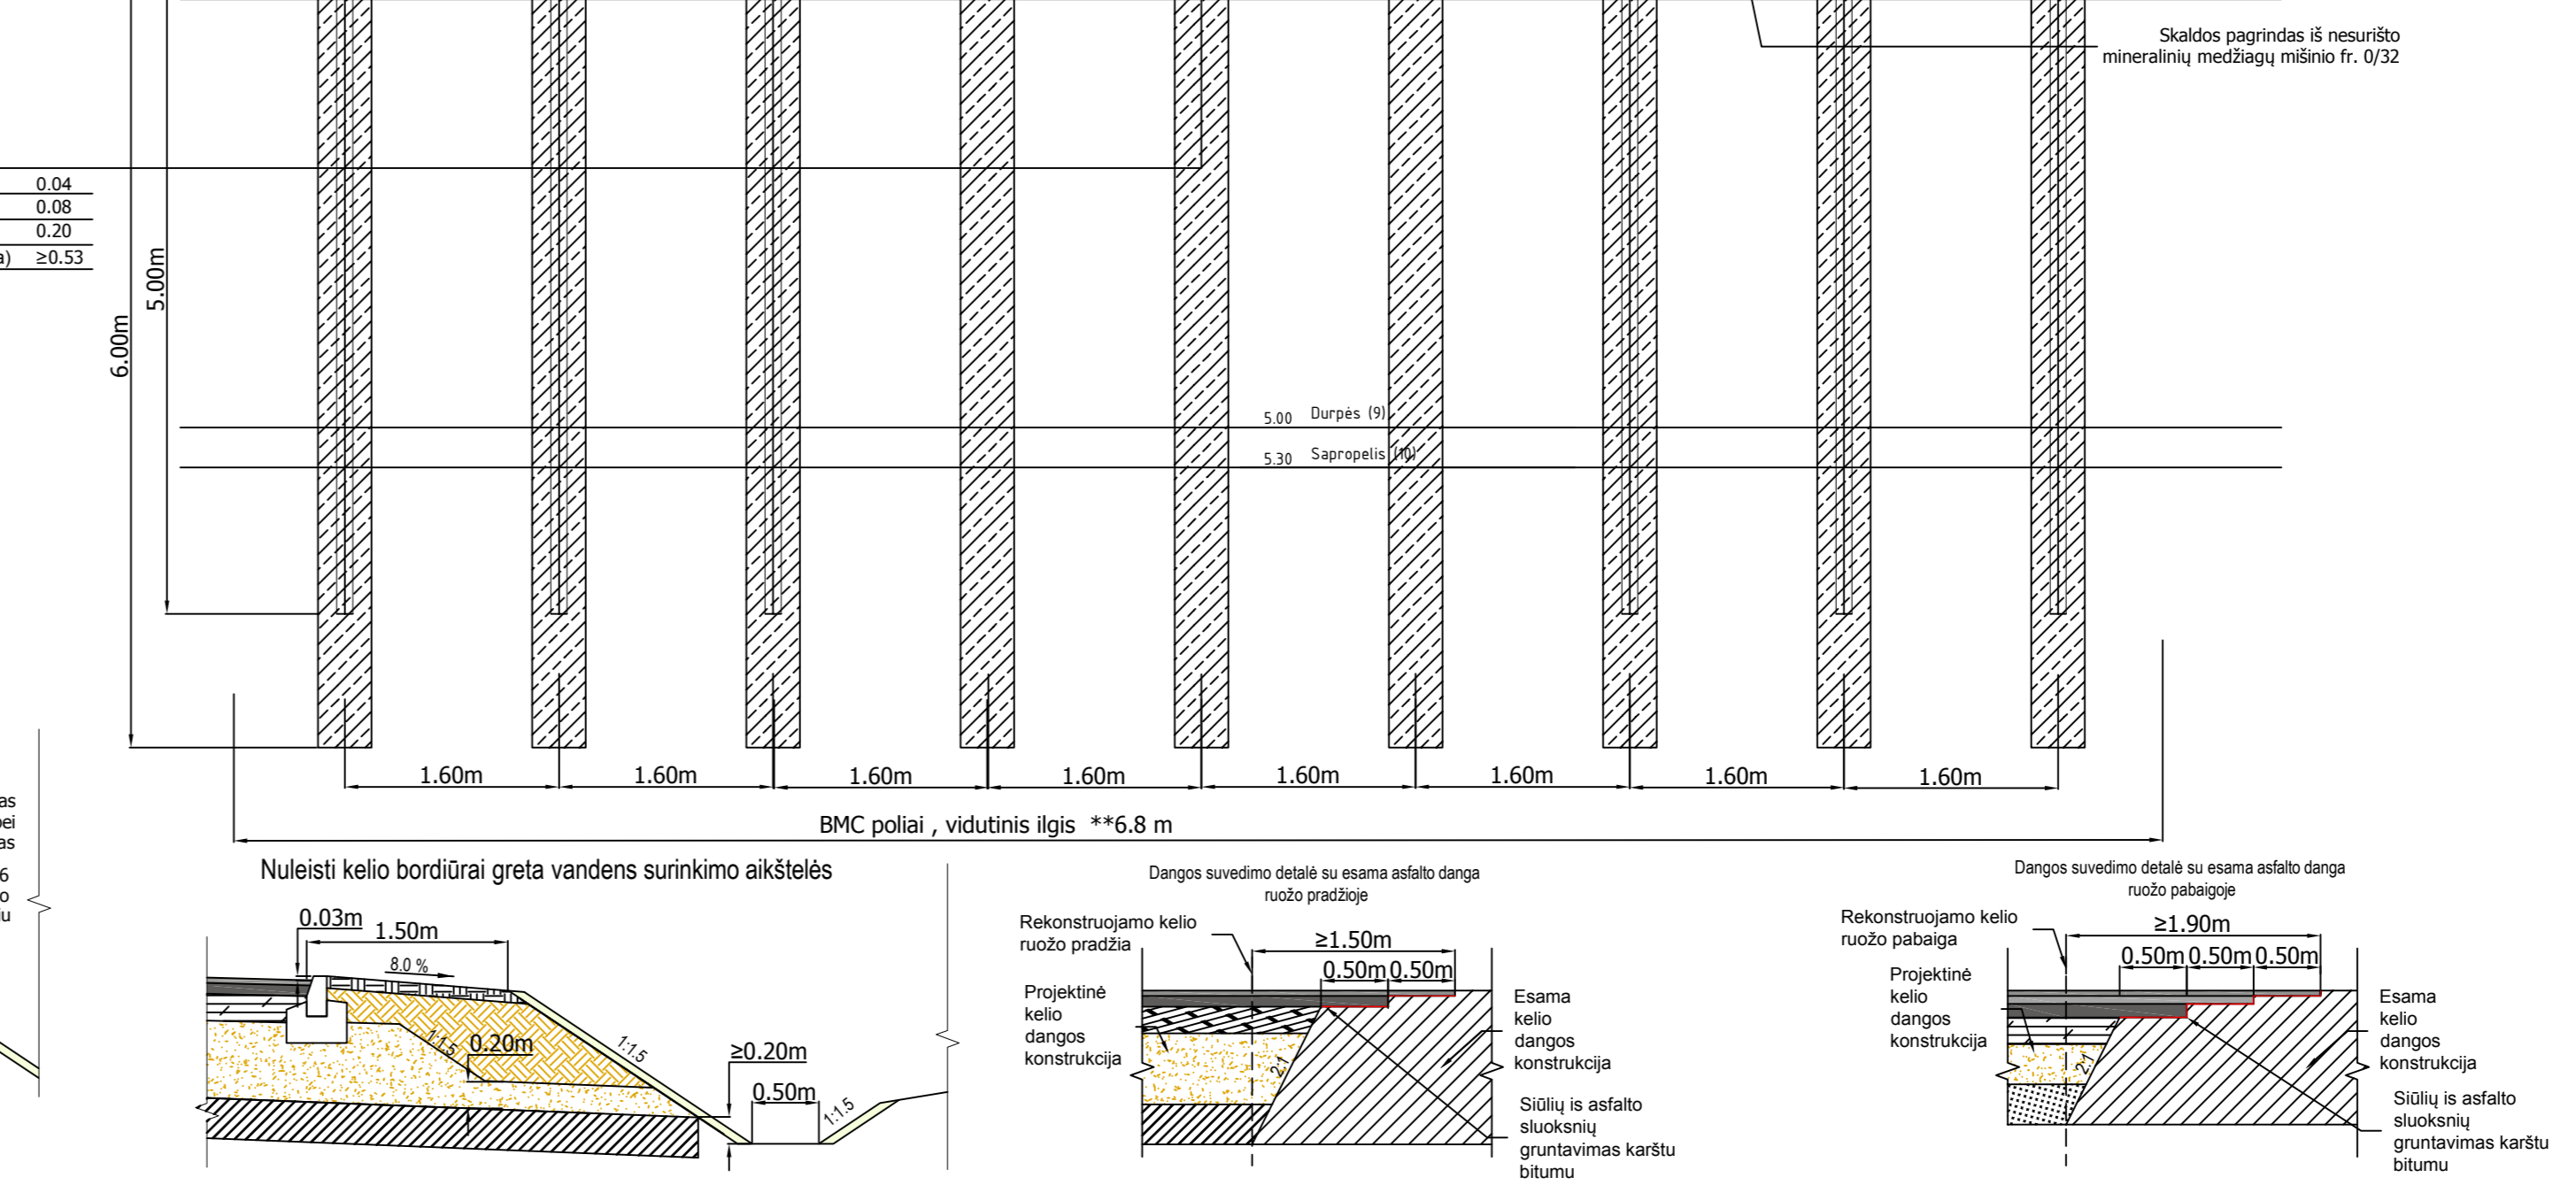 Skaldos pagrindas iš nesurišto
mineralinių medžiagų mišinio fr. 0/32
0.04
0.08
0.20
a) ≥0.53
5.00m
6.00m
5.00 Durpės (9)
5.30 Sapropelis (10)
1.60m 1.60m 1.60m 1.60m 1.60m 1.60m 1.60m 1.60m
BMC poliai , vidutinis ilgis **6.8 m
as
pei
as
6
o
iu
Nuleisti kelio bordiūrai greta vandens surinkimo aikštelės
0.03m
1.50m
8.0 %
1:1.5
0.20m
1:1.5
≥0.20m
0.50m
1:1.5
Dangos suvedimo detalė su esama asfalto danga
ruožo pradžioje
Rekonstruojamo kelio
ruožo pradžia
≥1.50m
0.50m 0.50m
Projektinė
kelio
dangos
konstrukcija
2:1
Esama
kelio
dangos
konstrukcija
Siūlių is asfalto
sluoksnių
gruntavimas karštu
bitumu
Dangos suvedimo detalė su esama asfalto danga
ruožo pabaigoje
Rekonstruojamo kelio
ruožo pabaiga
≥1.90m
0.50m 0.50m 0.50m
Projektinė
kelio
dangos
konstrukcija
2:1
Esama
kelio
dangos
konstrukcija
Siūlių is asfalto
sluoksnių
gruntavimas karštu
bitumu